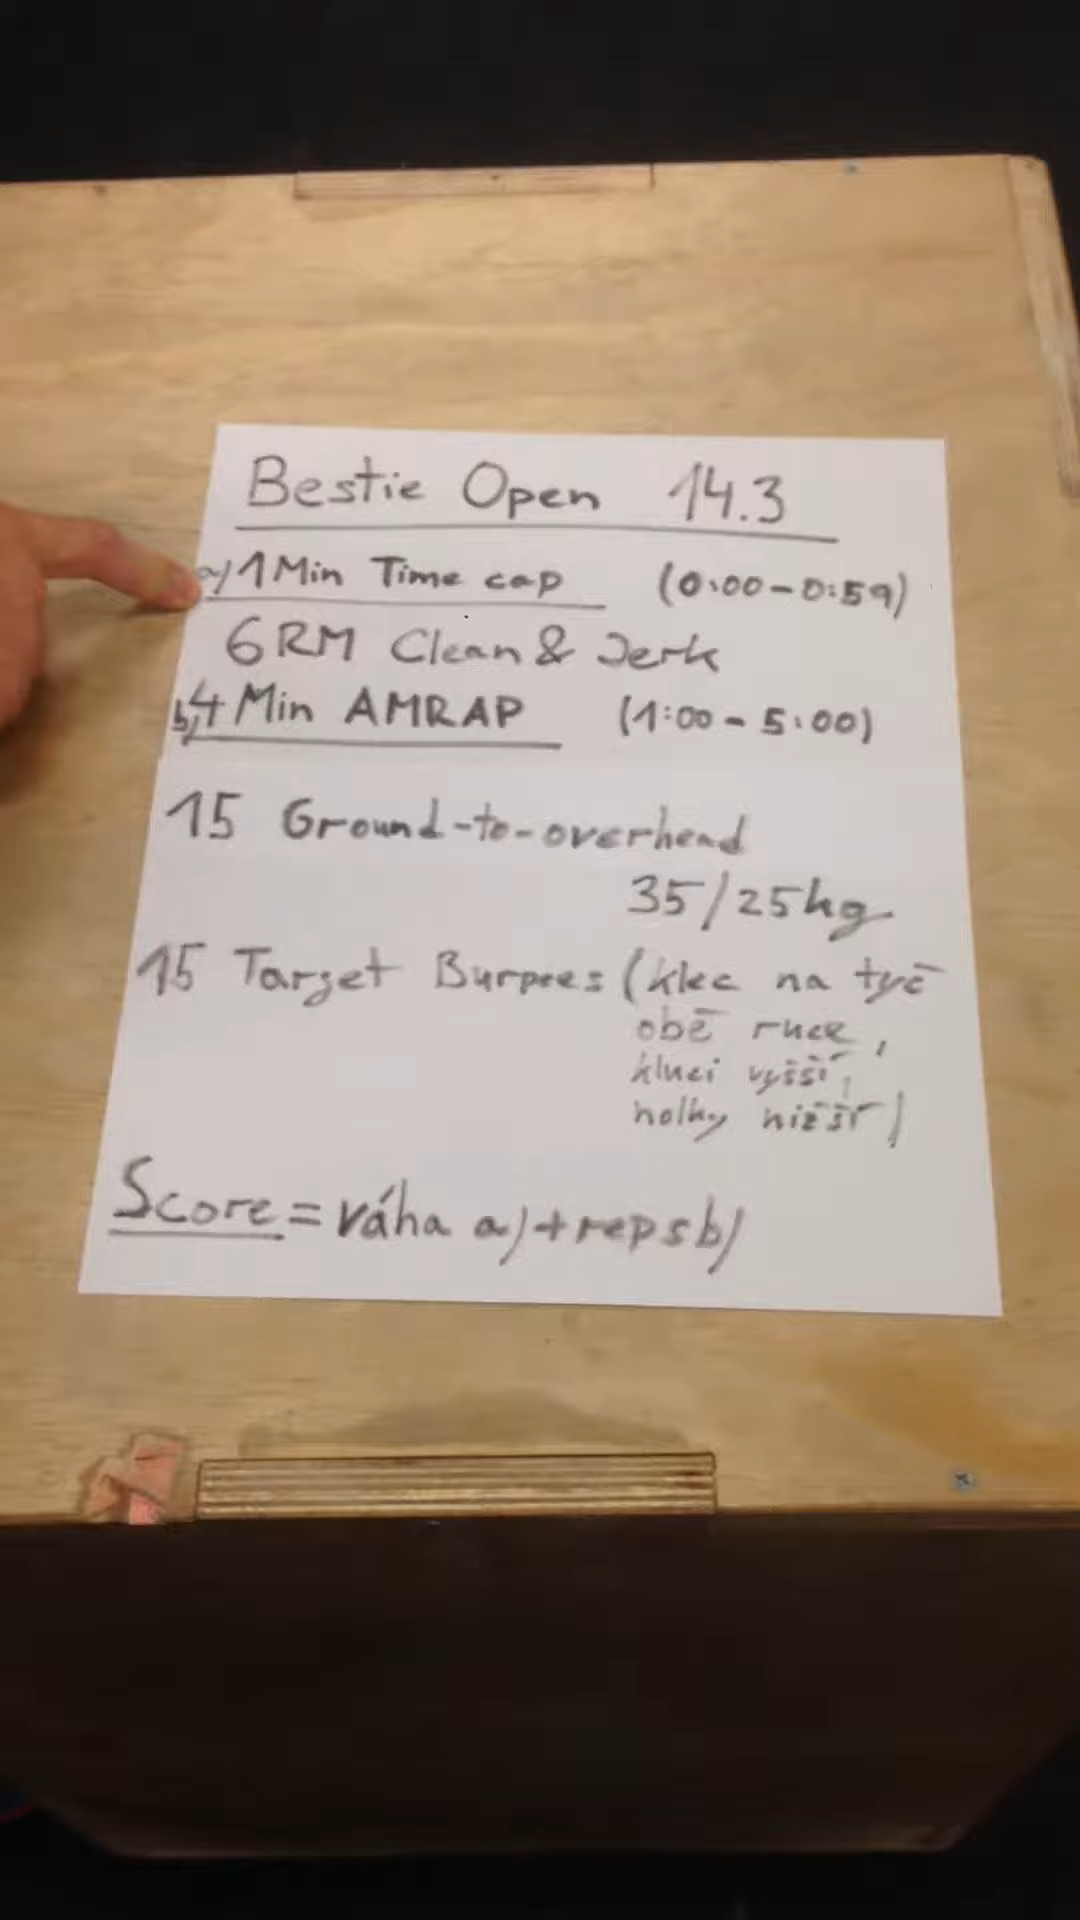 Bestie Open 14.3
a) 1 Min Time cap (0:00-0:59)
6RM Clean & Jerk
b) 4 Min AMRAP (1:00-5:00)
15 Ground-to-overhead
35/25kg
15 Target Burpees (klec na tyč
obě ruce,
kluci vyšší,
holky nižší)
Score = váha a) + reps b)